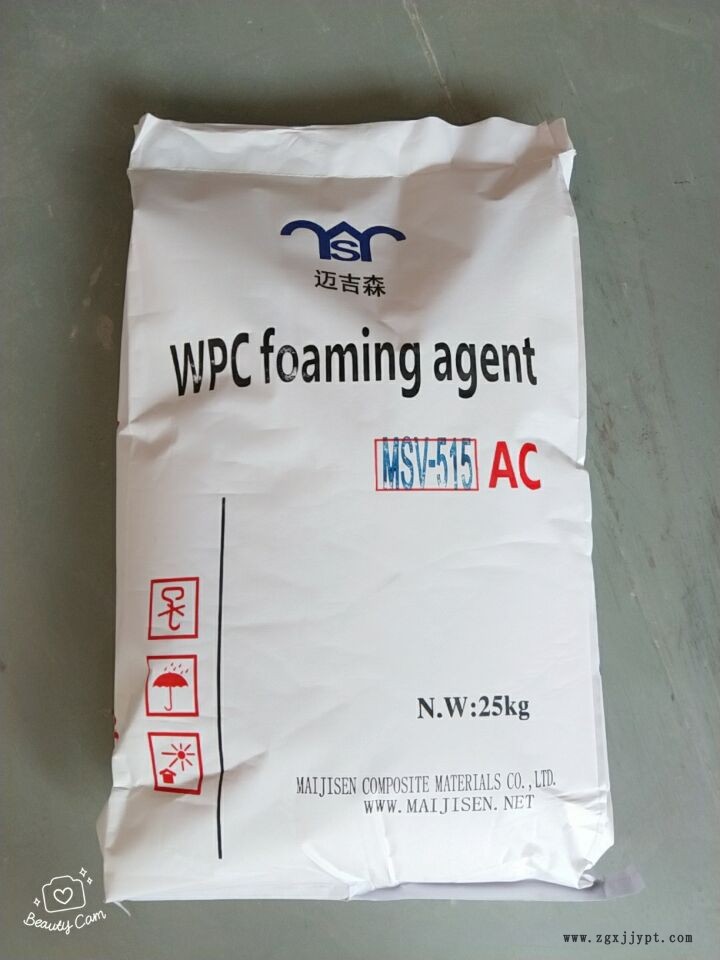 MSR
迈吉森
WPC foaming agent
MSV-515 AC
N.W:25kg
MAIJISEN COMPOSITE MATERIALS CO.,LTD.
WWW.MAIJISEN.NET
Beauty Cam
www.zgxjjypt.com